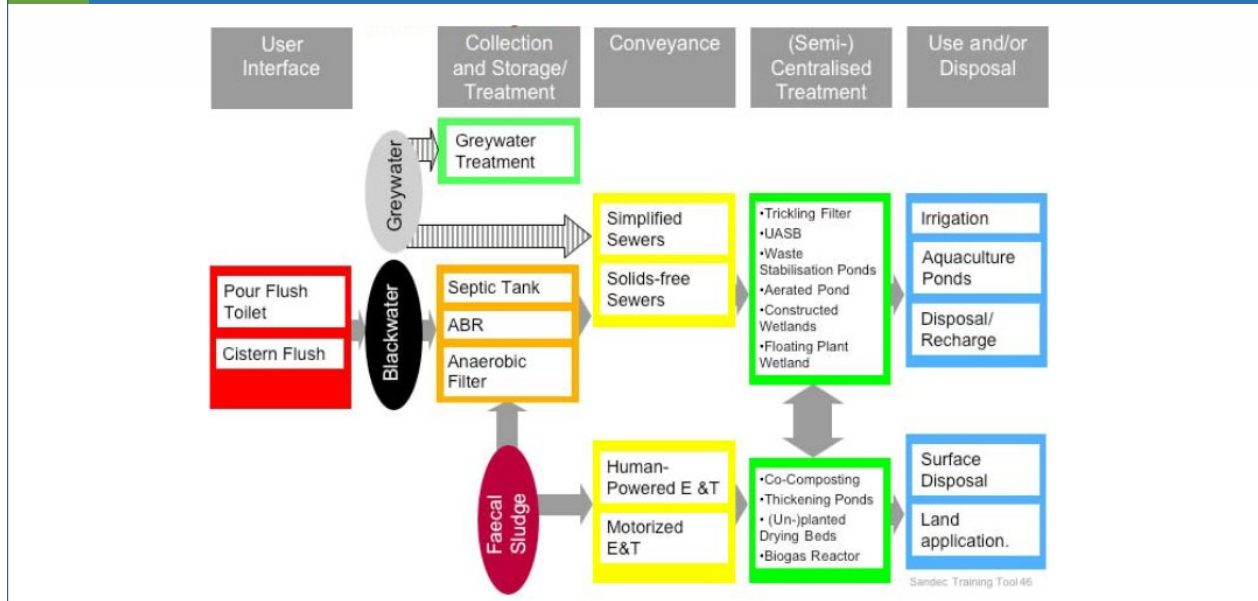 User
Interface
Collection
and Storage/
Treatment
Conveyance
(Semi-)
Centralised
Treatment
Use and/or
Disposal
Greywater
Greywater
Treatment
Simplified
Sewers
Solids-free
Sewers
•Trickling Filter
•UASB
•Waste
Stabilisation Ponds
•Aerated Pond
•Constructed
Wetlands
•Floating Plant
Wetland
Irrigation
Aquaculture
Ponds
Disposal/
Recharge
Pour Flush
Toilet
Cistern Flush
Blackwater
Septic Tank
ABR
Anaerobic
Filter
Faecal
Sludge
Human-
Powered E &T
Motorized
E&T
•Co-Composting
•Thickening Ponds
• (Un-)planted
Drying Beds
•Biogas Reactor
Surface
Disposal
Land
application.
Sandec Training Tool 46